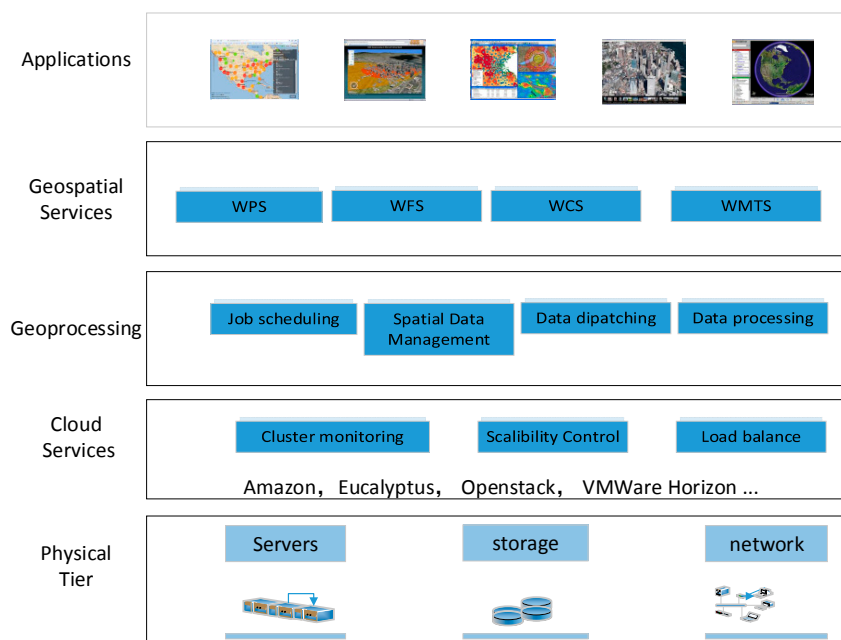 Applications
Geospatial
Services
WPS
WFS
WCS
WMTS
Geoprocessing
Job scheduling
Spatial Data
Management
Data dipatching
Data processing
Cloud
Services
Cluster monitoring
Scalibility Control
Load balance
Amazon, Eucalyptus, Openstack, VMWare Horizon ...
Physical
Tier
Servers
storage
network